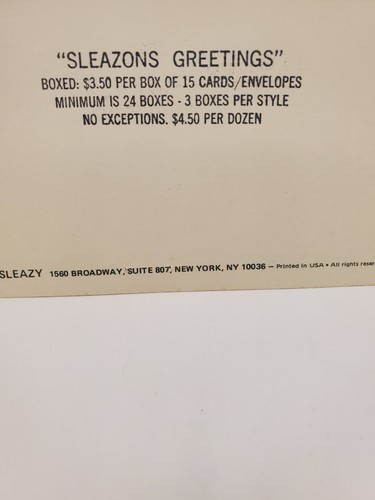 "SLEAZONS GREETINGS"
BOXED: $3.50 PER BOX OF 15 CARDS/ENVELOPES
MINIMUM IS 24 BOXES - 3 BOXES PER STYLE
NO EXCEPTIONS. $4.50 PER DOZEN
SLEAZY 1560 BROADWAY, SUITE 807, NEW YORK, NY 10036 — Printed in USA • All rights reser